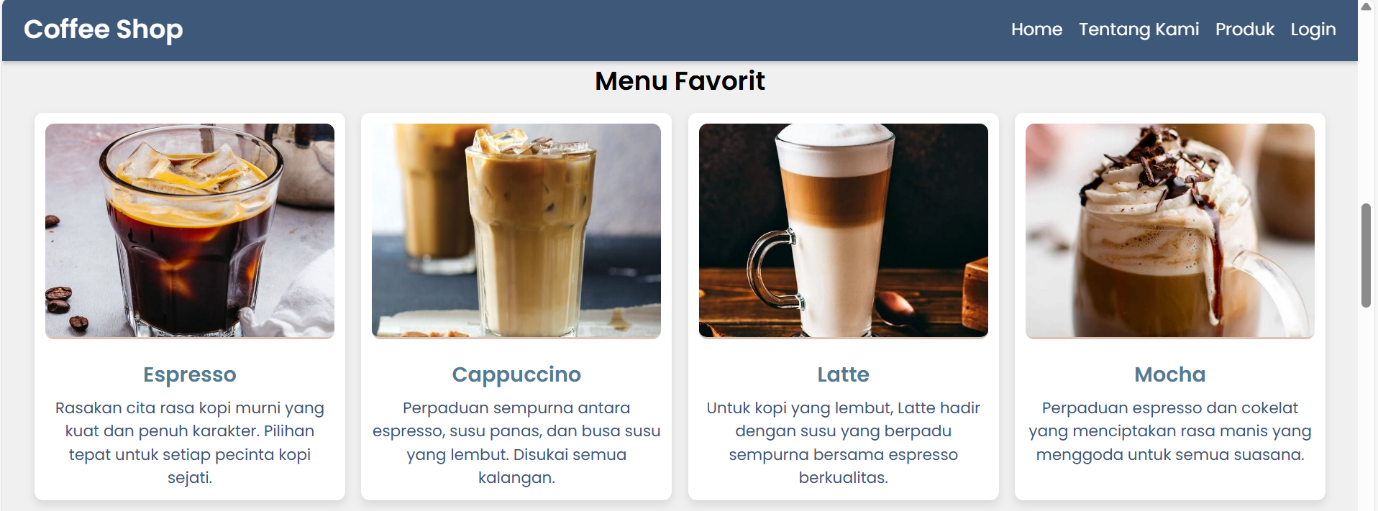 Coffee Shop
Home Tentang Kami Produk Login
Menu Favorit
Espresso
Rasakan cita rasa kopi murni yang
kuat dan penuh karakter. Pilihan
tepat untuk setiap pecinta kopi
sejati.
Cappuccino
Perpaduan sempurna antara
espresso, susu panas, dan busa susu
yang lembut. Disukai semua
kalangan.
Latte
Untuk kopi yang lembut, Latte hadir
dengan susu yang berpadu
sempurna bersama espresso
berkualitas.
Mocha
Perpaduan espresso dan cokelat
yang menciptakan rasa manis yang
menggoda untuk semua suasana.